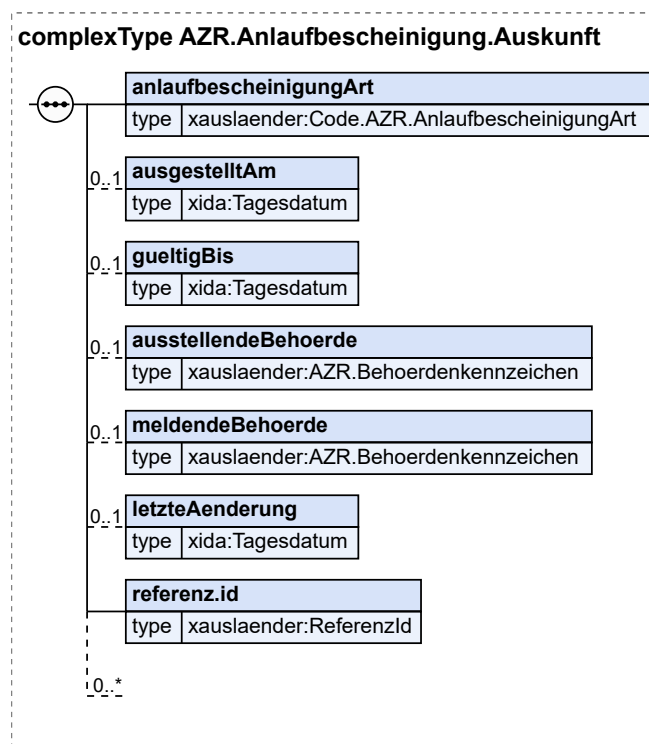 complexType AZR.Anlaufbescheinigung.Auskunft
anlaufbescheinigungArt
type xauslaender:Code.AZR.AnlaufbescheinigungArt
0..1 ausgestelltAm
type xida:Tagesdatum
0..1 gueltigBis
type xida:Tagesdatum
0..1 ausstellendeBehoerde
type xauslaender:AZR.Behoerdenkennzeichen
0..1 meldendeBehoerde
type xauslaender:AZR.Behoerdenkennzeichen
0..1 letzteAenderung
type xida:Tagesdatum
referenz.id
type xauslaender:ReferenzId
0..*